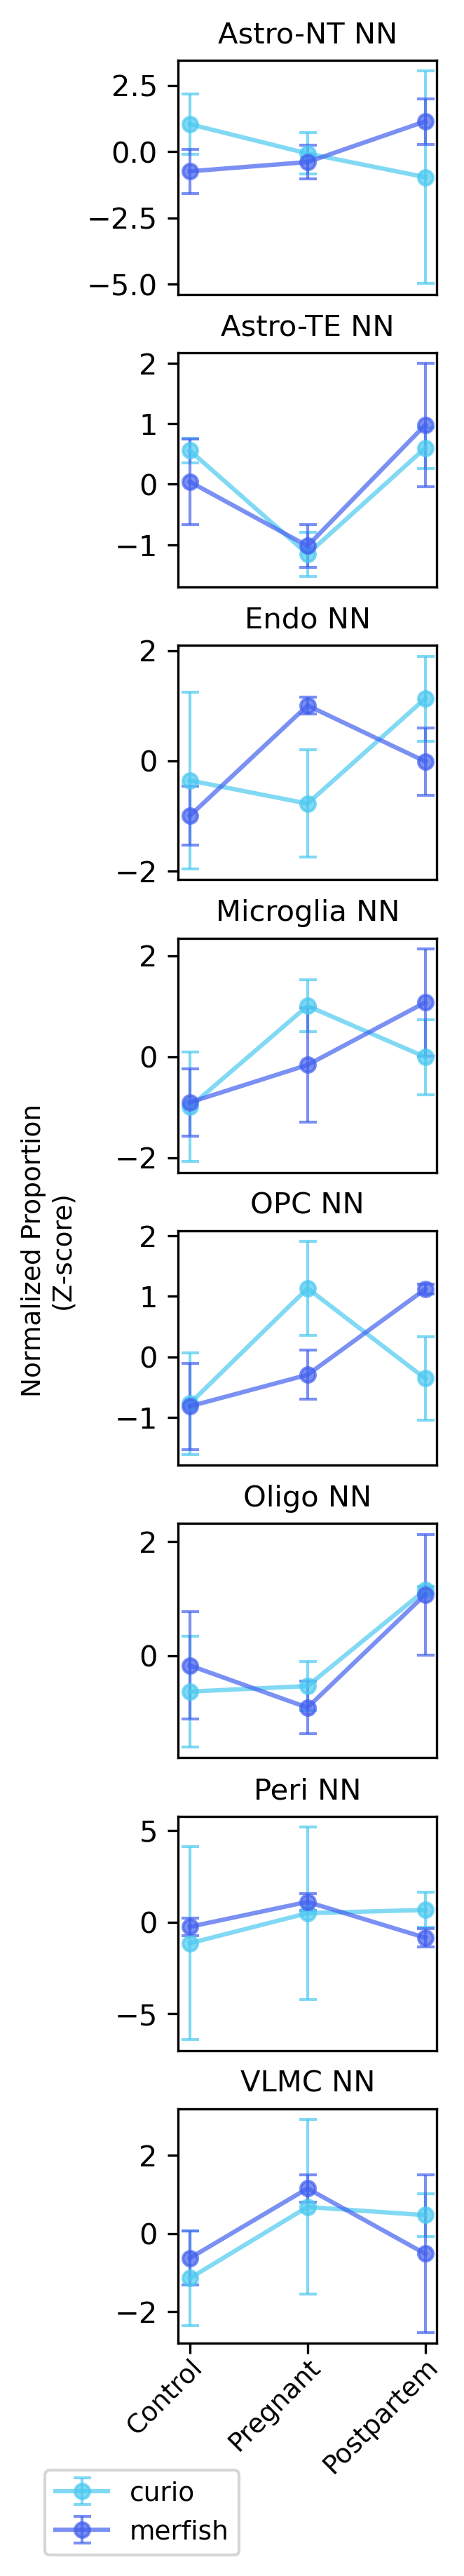 Astro-NT NN
2.5
0.0
−2.5
−5.0
Astro-TE NN
2
1
0
−1
Endo NN
2
0
−2
Microglia NN
2
0
−2
Normalized Proportion
(Z-score)
OPC NN
2
1
0
−1
Oligo NN
2
0
Peri NN
5
0
−5
VLMC NN
2
0
−2
Control
Pregnant
Postpartem
curio
merfish